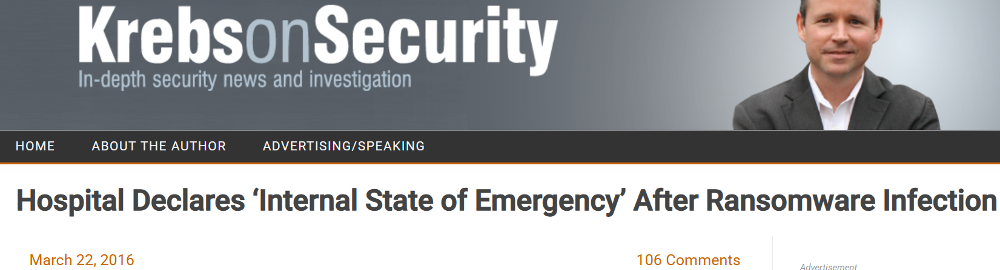 KrebsonSecurity
In-depth security news and investigation
HOME ABOUT THE AUTHOR ADVERTISING/SPEAKING
Hospital Declares ‘Internal State of Emergency’ After Ransomware Infection
March 22, 2016 106 Comments
Advertisement